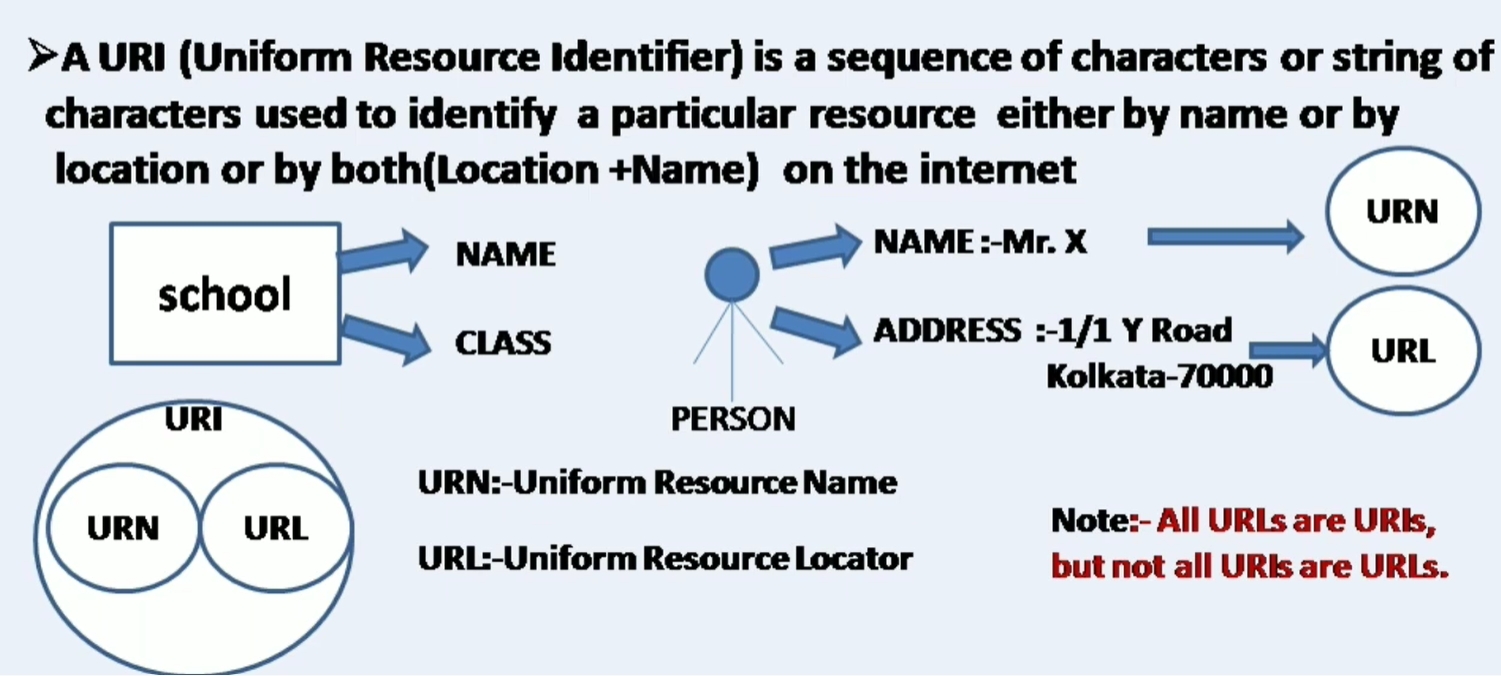 ➢A URI (Uniform Resource Identifier) is a sequence of characters or string of
characters used to identify a particular resource either by name or by
location or by both(Location +Name) on the internet
school
NAME
CLASS
PERSON
NAME :-Mr. X
ADDRESS :-1/1 Y Road
Kolkata-70000
URN
URL
URI
URN
URL
URN:-Uniform Resource Name
URL:-Uniform Resource Locator
Note:- All URLs are URIs,
but not all URIs are URLs.